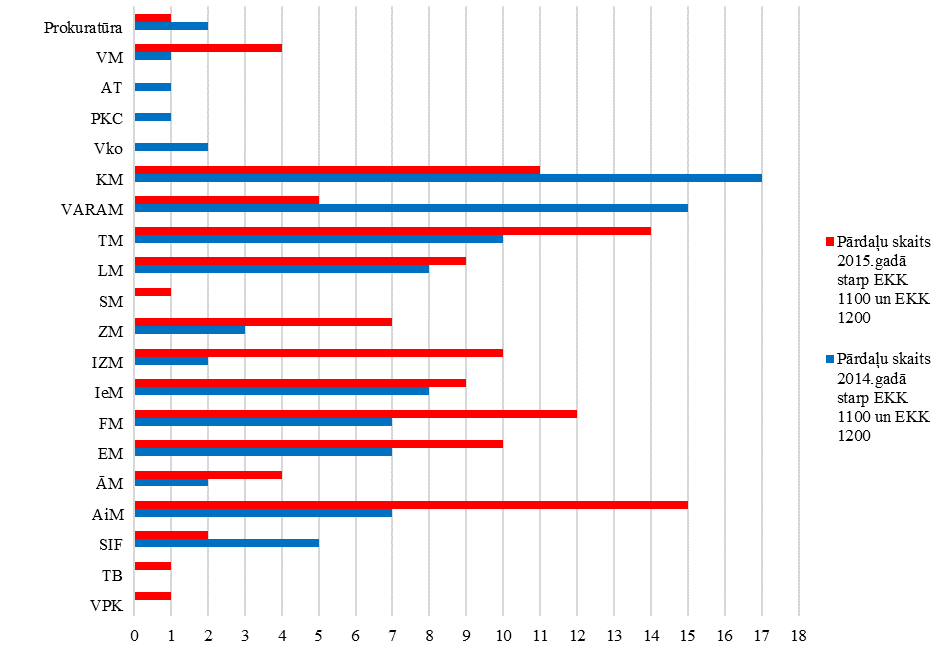 Prokuratūra
VM
AT
PKC
Vko
KM
VARAM
TM
LM
SM
ZM
IZM
IeM
FM
EM
ĀM
AiM
SIF
TB
VPK
0 1 2 3 4 5 6 7 8 9 10 11 12 13 14 15 16 17 18
Pārdaļu skaits
2015.gadā
starp EKK
1100 un EKK
1200
Pārdaļu skaits
2014.gadā
starp EKK
1100 un EKK
1200